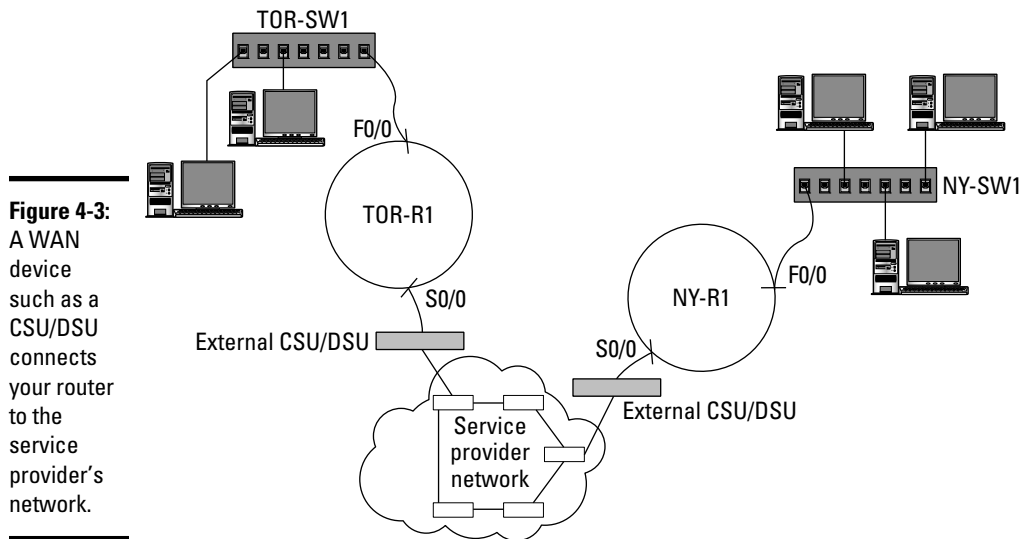 TOR-SW1
F0/0
TOR-R1
S0/0
External CSU/DSU
NY-SW1
F0/0
NY-R1
S0/0
External CSU/DSU
Service
provider
network
Figure 4-3:
A WAN
device
such as a
CSU/DSU
connects
your router
to the
service
provider's
network.